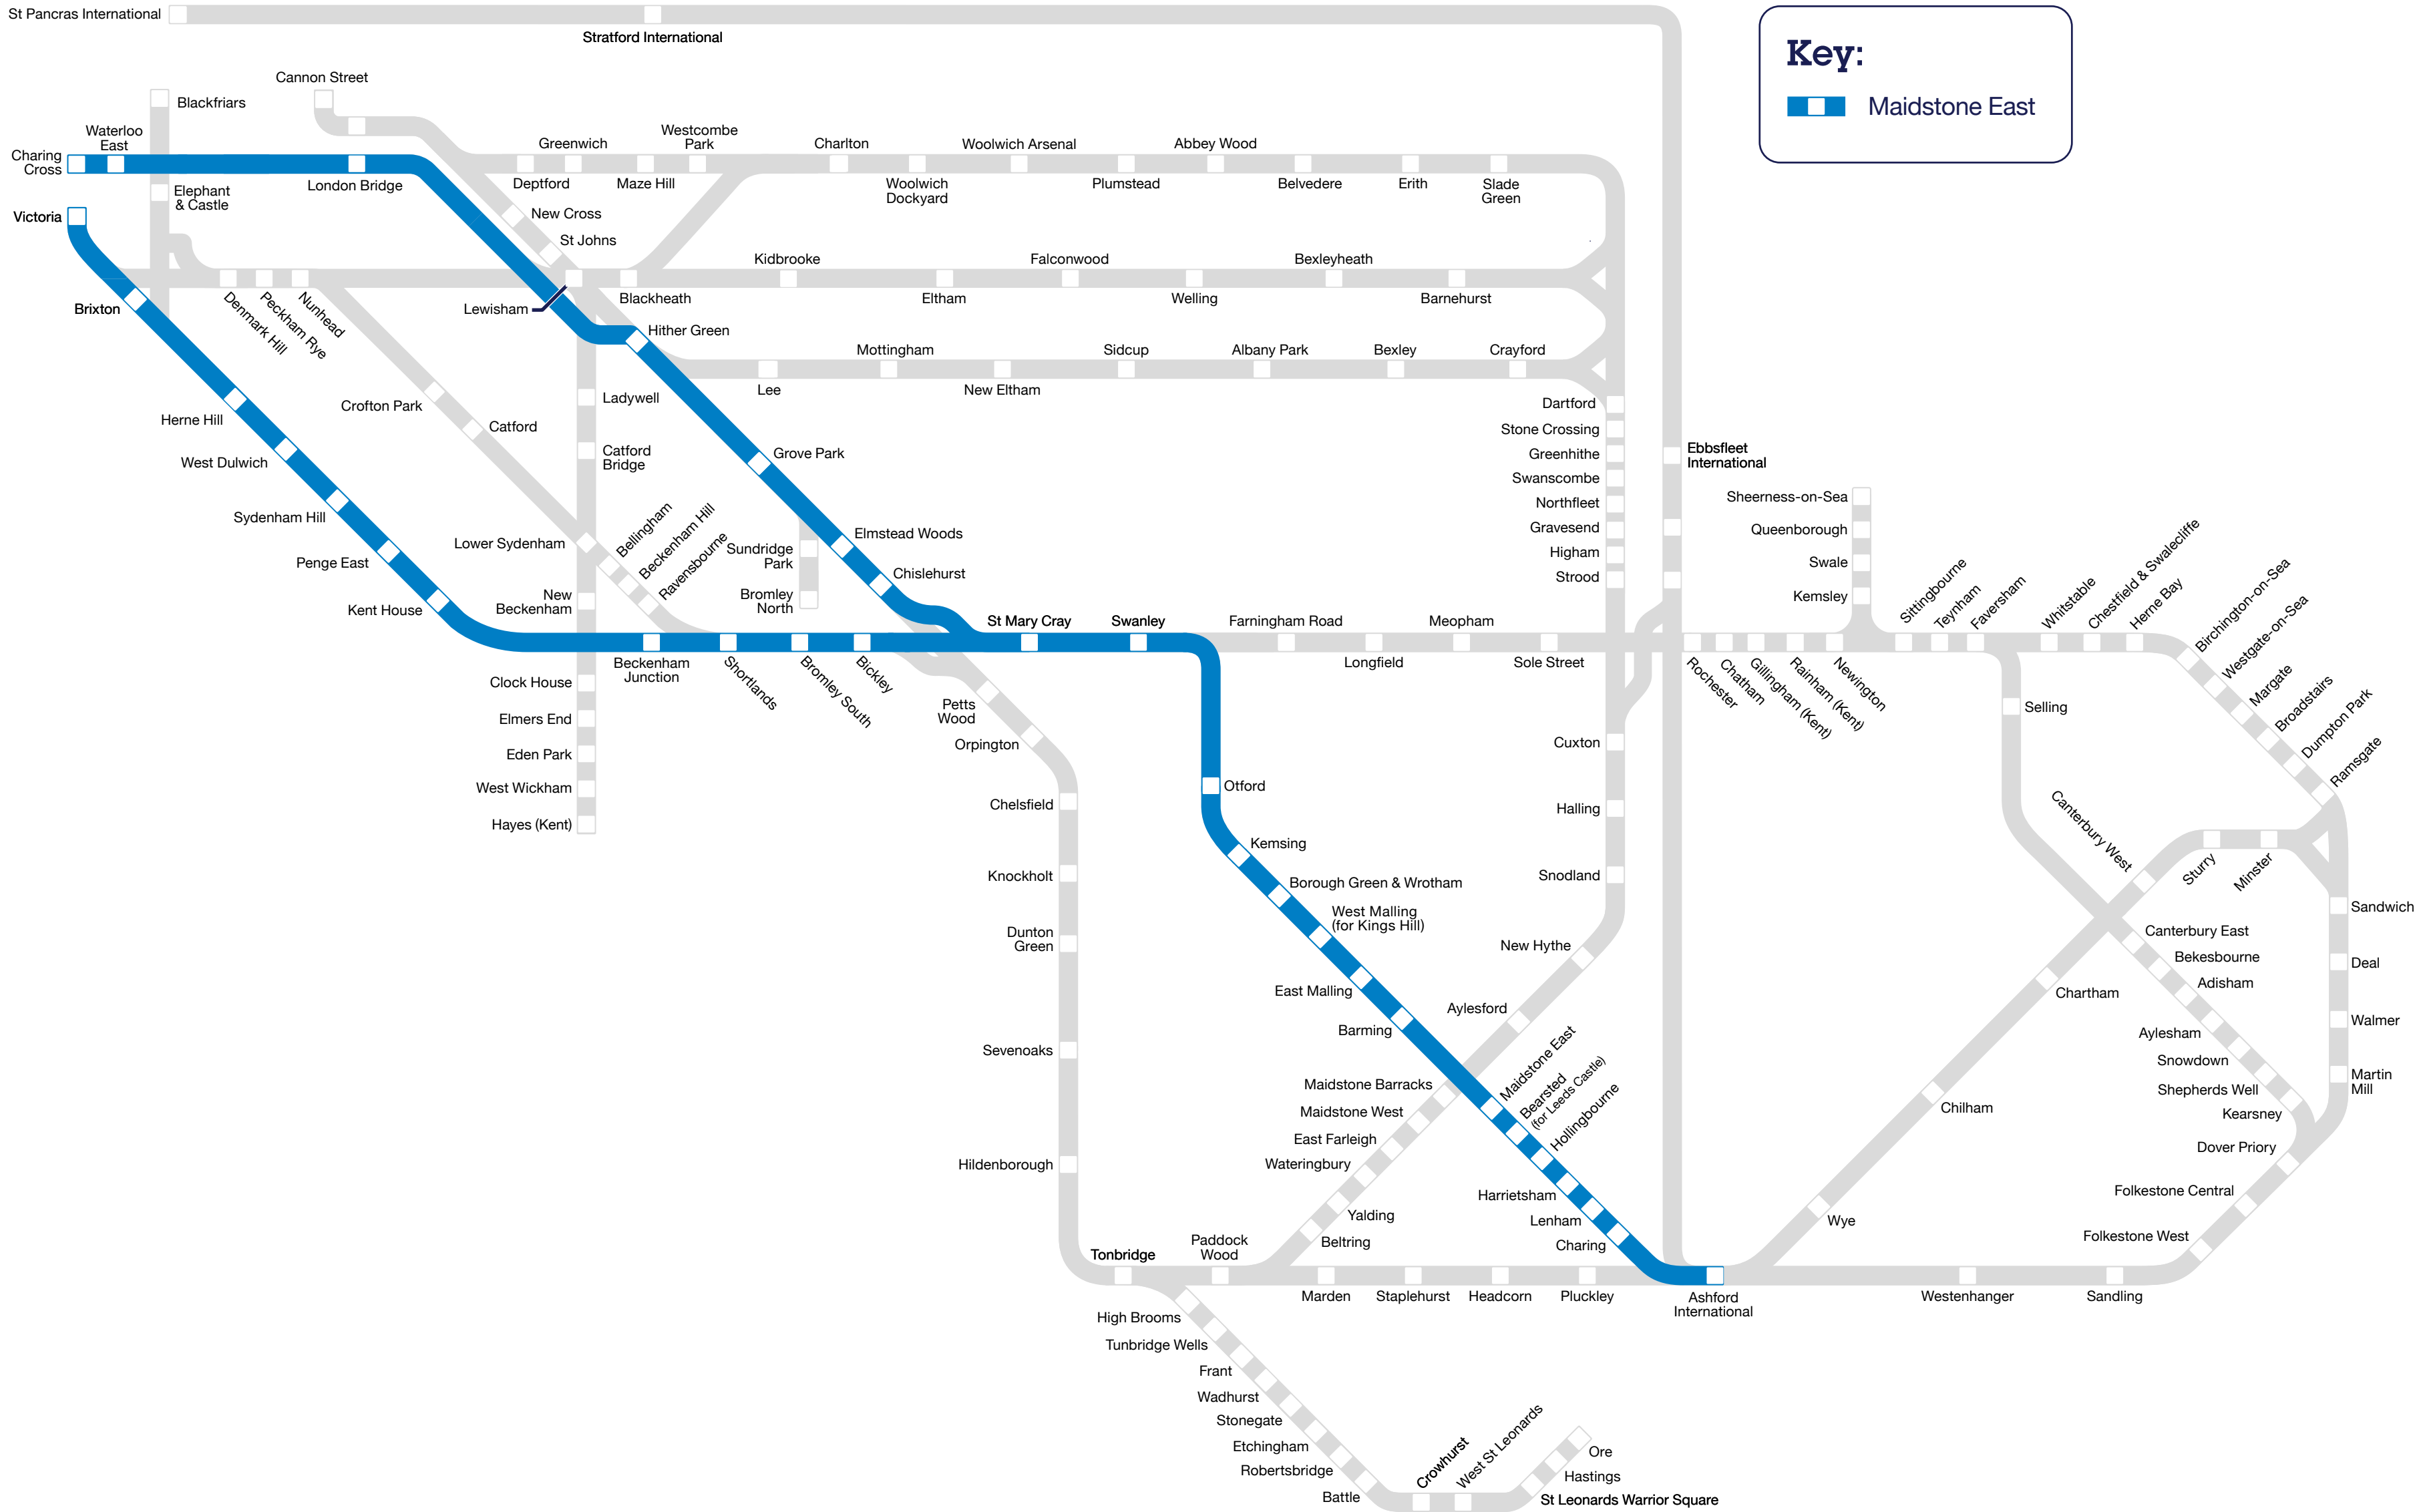 St Pancras International
Stratford International
Key:
Maidstone East
Cannon Street
Blackfriars
Waterloo
East
Charing
Cross
London Bridge
Elephant
& Castle
Victoria
Deptford
Greenwich
Maze Hill
Westcombe
Park
Charlton
Woolwich
Dockyard
Woolwich Arsenal
Plumstead
Abbey Wood
Belvedere
Erith
Slade
Green
New Cross
St Johns
Lewisham
Blackheath
Kidbrooke
Eltham
Falconwood
Welling
Bexleyheath
Barnehurst
Brixton
Denmark Hill
Peckham Rye
Nunhead
Hither Green
Lee
Mottingham
New Eltham
Sidcup
Albany Park
Bexley
Crayford
Herne Hill
West Dulwich
Sydenham Hill
Penge East
Kent House
Crofton Park
Catford
Ladywell
Catford
Bridge
Lower Sydenham
Bellingham
Beckenham Hill
Ravensbourne
New
Beckenham
Grove Park
Elmstead Woods
Chislehurst
Sundridge
Park
Bromley
North
Dartford
Stone Crossing
Greenhithe
Swanscombe
Northfleet
Gravesend
Higham
Strood
Ebbsfleet
International
Sheerness-on-Sea
Queenborough
Swale
Kemsley
Beckenham
Junction
Shortlands
Bromley South
Bickley
St Mary Cray
Swanley
Farningham Road
Longfield
Meopham
Sole Street
Rochester
Chatham
Gillingham (Kent)
Rainham (Kent)
Newington
Sittingbourne
Teynham
Faversham
Whitstable
Chestfield & Swalecliffe
Herne Bay
Birchington-on-Sea
Westgate-on-Sea
Margate
Broadstairs
Dumpton Park
Ramsgate
Clock House
Elmers End
Eden Park
West Wickham
Hayes (Kent)
Petts
Wood
Orpington
Chelsfield
Knockholt
Dunton
Green
Sevenoaks
Hildenborough
Otford
Kemsing
Borough Green & Wrotham
West Malling
(for Kings Hill)
East Malling
Barming
Maidstone East
Bearsted
(for Leeds Castle)
Hollingbourne
Harrietsham
Lenham
Charing
Cuxton
Halling
Snodland
New Hythe
Aylesford
Maidstone Barracks
Maidstone West
East Farleigh
Wateringbury
Yalding
Beltring
Selling
Canterbury West
Sturry
Minster
Canterbury East
Bekesbourne
Adisham
Aylesham
Snowdown
Shepherds Well
Kearsney
Dover Priory
Folkestone Central
Folkestone West
Sandwich
Deal
Walmer
Martin
Mill
Chartham
Chilham
Wye
Tonbridge
Paddock
Wood
Marden
Staplehurst
Headcorn
Pluckley
Ashford
International
Westenhanger
Sandling
High Brooms
Tunbridge Wells
Frant
Wadhurst
Stonegate
Etchingham
Robertsbridge
Battle
Crowhurst
West St Leonards
St Leonards Warrior Square
Hastings
Ore